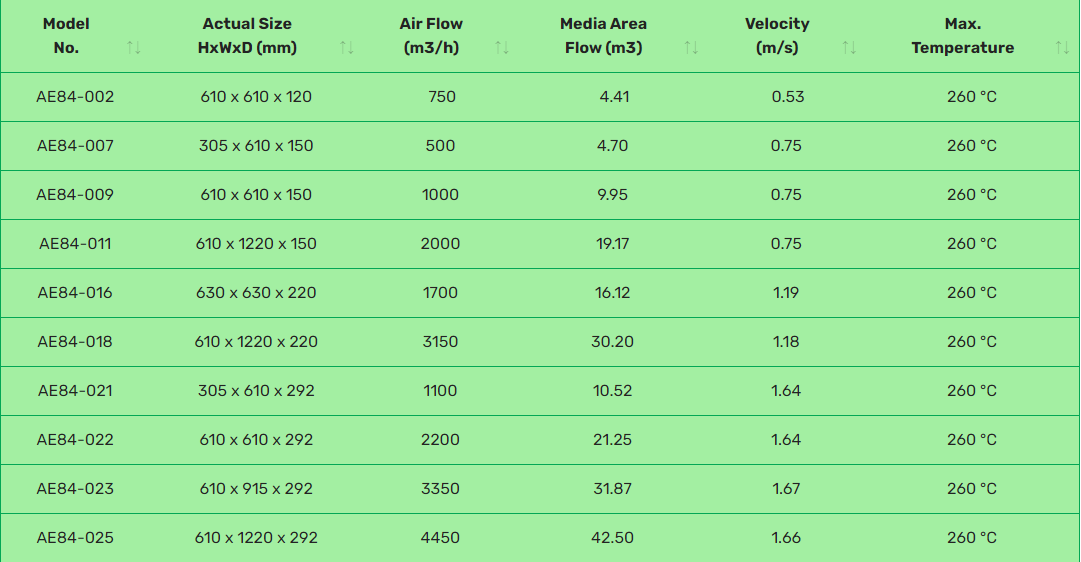 Model No. Actual Size HxWxD (mm) Air Flow (m3/h) Media Area Flow (m3) Velocity (m/s) Max. Temperature
AE84-002 610 x 610 x 120 750 4.41 0.53 260 °C
AE84-007 305 x 610 x 150 500 4.70 0.75 260 °C
AE84-009 610 x 610 x 150 1000 9.95 0.75 260 °C
AE84-011 610 x 1220 x 150 2000 19.17 0.75 260 °C
AE84-016 630 x 630 x 220 1700 16.12 1.19 260 °C
AE84-018 610 x 1220 x 220 3150 30.20 1.18 260 °C
AE84-021 305 x 610 x 292 1100 10.52 1.64 260 °C
AE84-022 610 x 610 x 292 2200 21.25 1.64 260 °C
AE84-023 610 x 915 x 292 3350 31.87 1.67 260 °C
AE84-025 610 x 1220 x 292 4450 42.50 1.66 260 °C